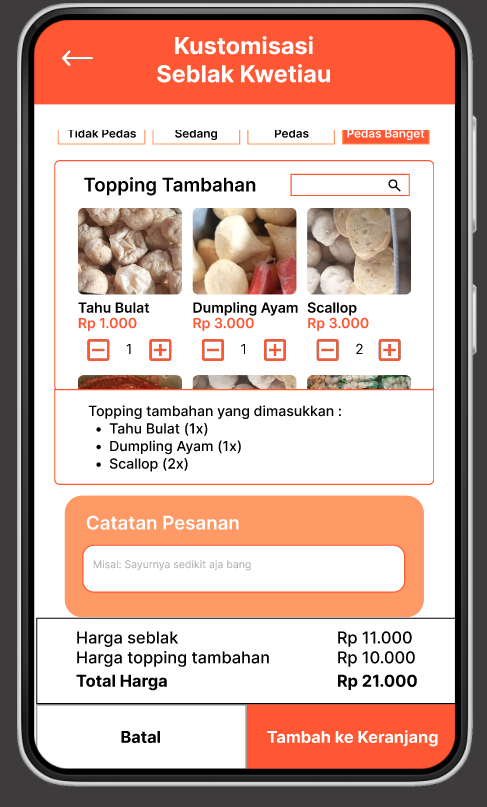 Kustomisasi
Seblak Kwetiau
Tidak Pedas Sedang Pedas Pedas Banget
Topping Tambahan
Tahu Bulat Dumpling Ayam Scallop
Rp 1.000 Rp 3.000 Rp 3.000
1 1 2
Topping tambahan yang dimasukkan :
• Tahu Bulat (1x)
• Dumpling Ayam (1x)
• Scallop (2x)
Catatan Pesanan
Misal: Sayurnya sedikit aja bang
Harga seblak Rp 11.000
Harga topping tambahan Rp 10.000
Total Harga Rp 21.000
Batal Tambah ke Keranjang